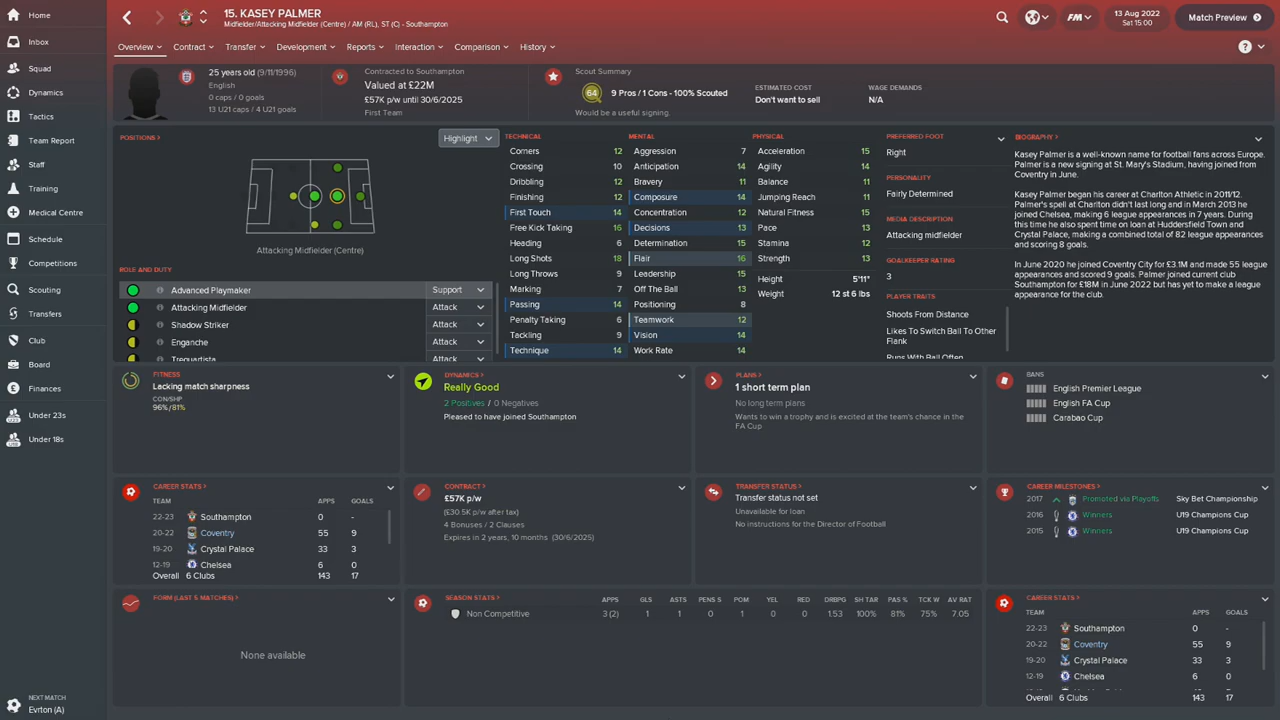 Home
Inbox
Squad
Dynamics
Tactics
Team Report
Staff
Training
Medical Centre
Schedule
Competitions
Scouting
Transfers
Club
Board
Finances
Under 23s
Under 18s
NEXT MATCH
Evrton (A)
15. KASEY PALMER
Midfielder/Attacking Midfielder (Centre) / AM (RL), ST (C) - Southampton
FM
13 Aug 2022
Sat 15:00
Match Preview
Overview
Contract
Transfer
Development
Reports
Interaction
Comparison
History
?
25 years old (9/11/1996)
English
0 caps / 0 goals
13 U21 caps / 4 U21 goals
Contracted to Southampton
Valued at £22M
£57K p/w until 30/6/2025
First Team
Scout Summary
64
9 Pros / 1 Cons - 100% Scouted
Would be a useful signing.
ESTIMATED COST
Don't want to sell
WAGE DEMANDS
N/A
POSITIONS >
Highlight
Attacking Midfielder (Centre)
ROLE AND DUTY
Advanced Playmaker Support
Attacking Midfielder Attack
Shadow Striker Attack
Enganche Attack
Trequartista Attack
TECHNICAL
Corners 12
Crossing 10
Dribbling 12
Finishing 12
First Touch 14
Free Kick Taking 16
Heading 6
Long Shots 18
Long Throws 9
Marking 7
Passing 14
Penalty Taking 6
Tackling 9
Technique 14
MENTAL
Aggression 7
Anticipation 14
Bravery 11
Composure 14
Concentration 12
Decisions 13
Determination 15
Flair 16
Leadership 15
Off The Ball 13
Positioning 8
Teamwork 12
Vision 14
Work Rate 14
PHYSICAL
Acceleration 15
Agility 14
Balance 11
Jumping Reach 11
Natural Fitness 15
Pace 13
Stamina 12
Strength 13
Height 5'11"
Weight 12 st 6 lbs
PREFERRED FOOT
Right
PERSONALITY
Fairly Determined
MEDIA DESCRIPTION
Attacking midfielder
GOALKEEPER RATING
3
PLAYER TRAITS
Shoots From Distance
Likes To Switch Ball To Other
Flank
Runs With Ball Often
BIOGRAPHY >
Kasey Palmer is a well-known name for football fans across Europe.
Palmer is a new signing at St. Mary's Stadium, having joined from
Coventry in June.
Kasey Palmer began his career at Charlton Athletic in 2011/12.
Palmer's spell at Charlton didn't last long and in March 2013 he
joined Chelsea, making 6 league appearances in 7 years. During
this time he also spent time on loan at Huddersfield Town and
Crystal Palace, making a combined total of 82 league appearances
and scoring 8 goals.
In June 2020 he joined Coventry City for £3.1M and made 55 league
appearances and scored 9 goals. Palmer joined current club
Southampton for £18M in June 2022 but has yet to make a league
appearance for the club.
FITNESS
Lacking match sharpness
CON/SHP
96%/81%
DYNAMICS >
Really Good
2 Positives / 0 Negatives
Pleased to have joined Southampton
PLANS >
1 short term plan
No long term plans
Wants to win a trophy and is excited at the team's chance in the
FA Cup
BANS
English Premier League
English FA Cup
Carabao Cup
CAREER STATS >
TEAM APPS GOALS
22-23 Southampton 0 -
20-22 Coventry 55 9
19-20 Crystal Palace 33 3
12-19 Chelsea 6 0
Overall 6 Clubs 143 17
CONTRACT >
£57K p/w
(£30.5K p/w after tax)
4 Bonuses / 2 Clauses
Expires in 2 years, 10 months (30/6/2025)
TRANSFER STATUS >
Transfer status not set
Unavailable for loan
No instructions for the Director of Football
CAREER MILESTONES >
2017 Promoted via Playoffs Sky Bet Championship
2016 Winners U19 Champions Cup
2015 Winners U19 Champions Cup
FORM (LAST 5 MATCHES) >
None available
SEASON STATS > APPS GLS ASTS PENS S POM YEL RED DRBPG SH TAR PAS % TCK W AV RAT
Non Competitive 3 (2) 1 1 0 1 0 0 1.53 100% 81% 75% 7.05
CAREER STATS >
TEAM APPS GOALS
22-23 Southampton 0 -
20-22 Coventry 55 9
19-20 Crystal Palace 33 3
12-19 Chelsea 6 0
Overall 6 Clubs 143 17